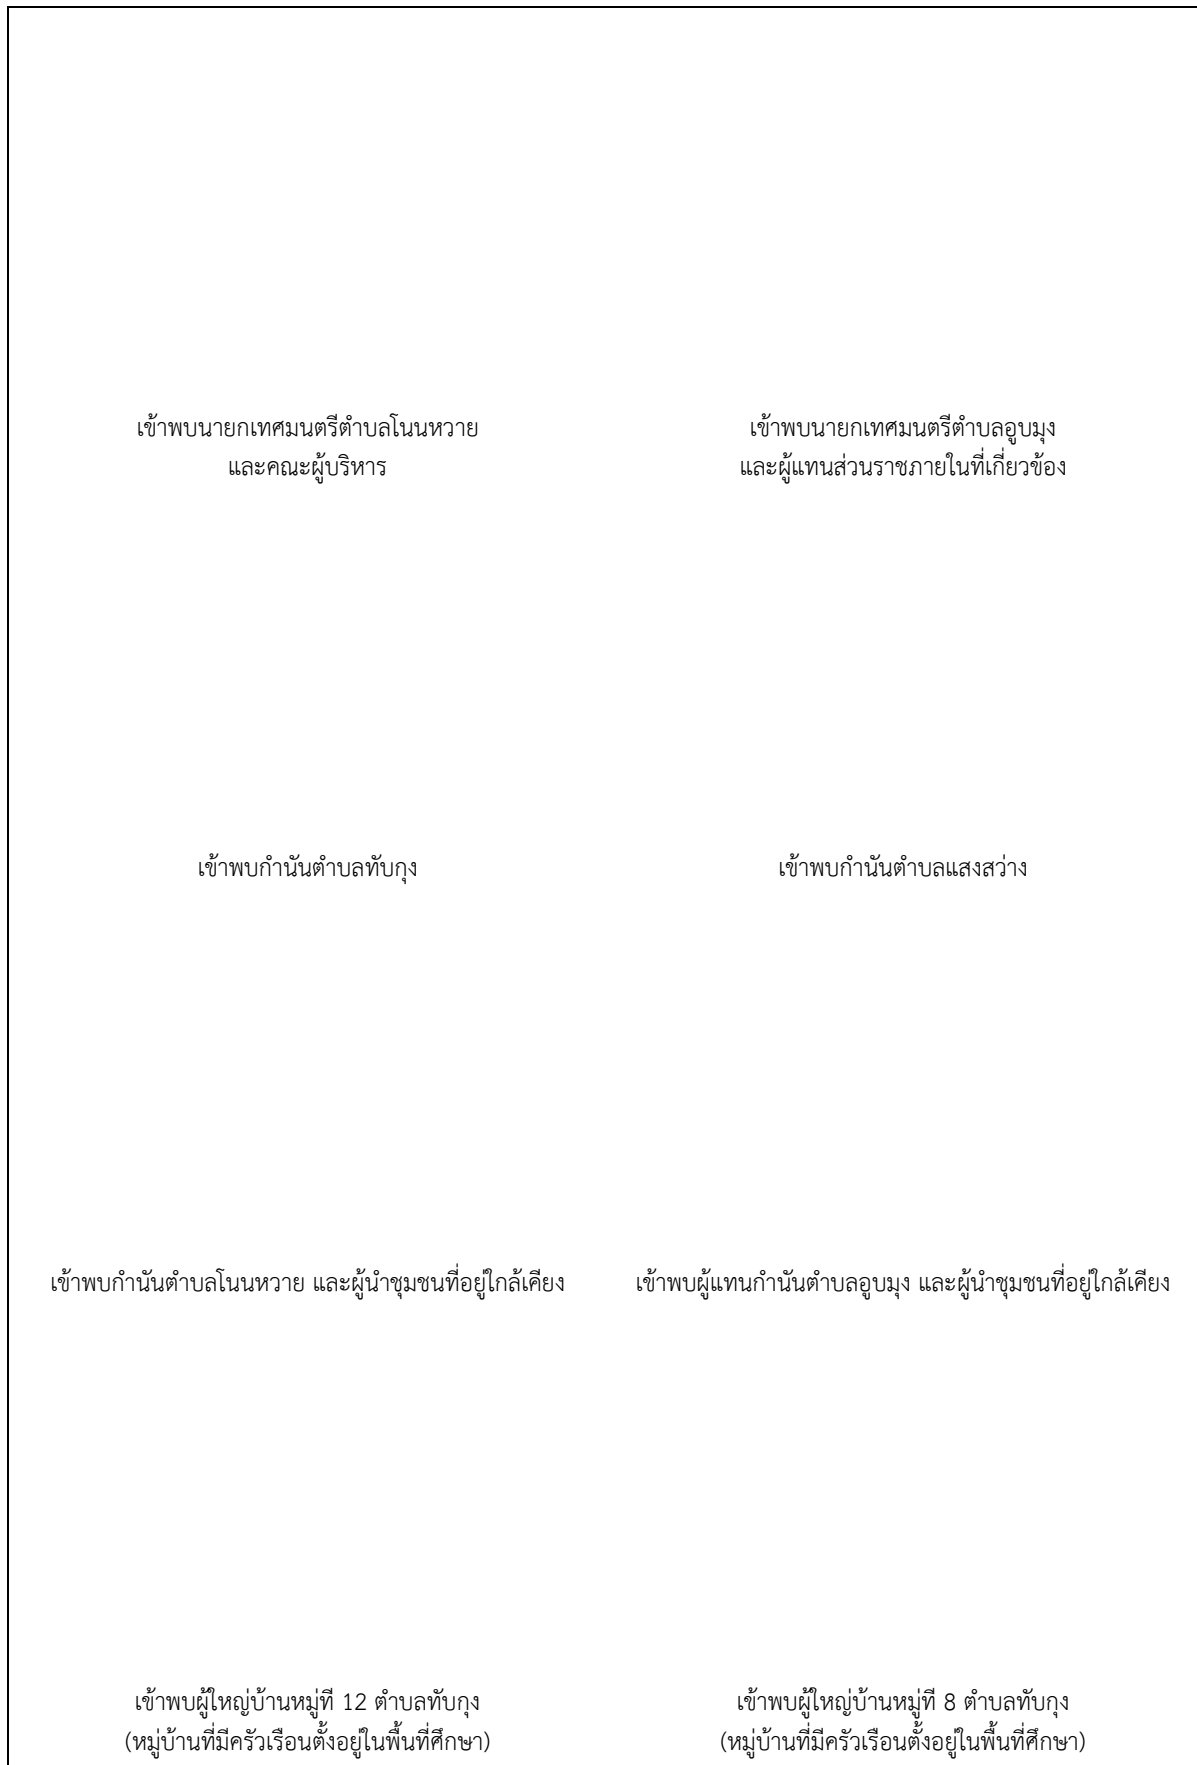 เข้าพบนายกเทศมนตรีตำบลโนนหวาย
และคณะผู้บริหาร
เข้าพบนายกเทศมนตรีตำบลอูบมุง
และผู้แทนส่วนราชภายในที่เกี่ยวข้อง
เข้าพบกำนันตำบลทับกุง
เข้าพบกำนันตำบลแสงสว่าง
เข้าพบกำนันตำบลโนนหวาย และผู้นำชุมชนที่อยู่ใกล้เคียง
เข้าพบผู้แทนกำนันตำบลอูบมุง และผู้นำชุมชนที่อยู่ใกล้เคียง
เข้าพบผู้ใหญ่บ้านหมู่ที 12 ตำบลทับกุง
(หมู่บ้านที่มีครัวเรือนตั้งอยู่ในพื้นที่ศึกษา)
เข้าพบผู้ใหญ่บ้านหมู่ที 8 ตำบลทับกุง
(หมู่บ้านที่มีครัวเรือนตั้งอยู่ในพื้นที่ศึกษา)